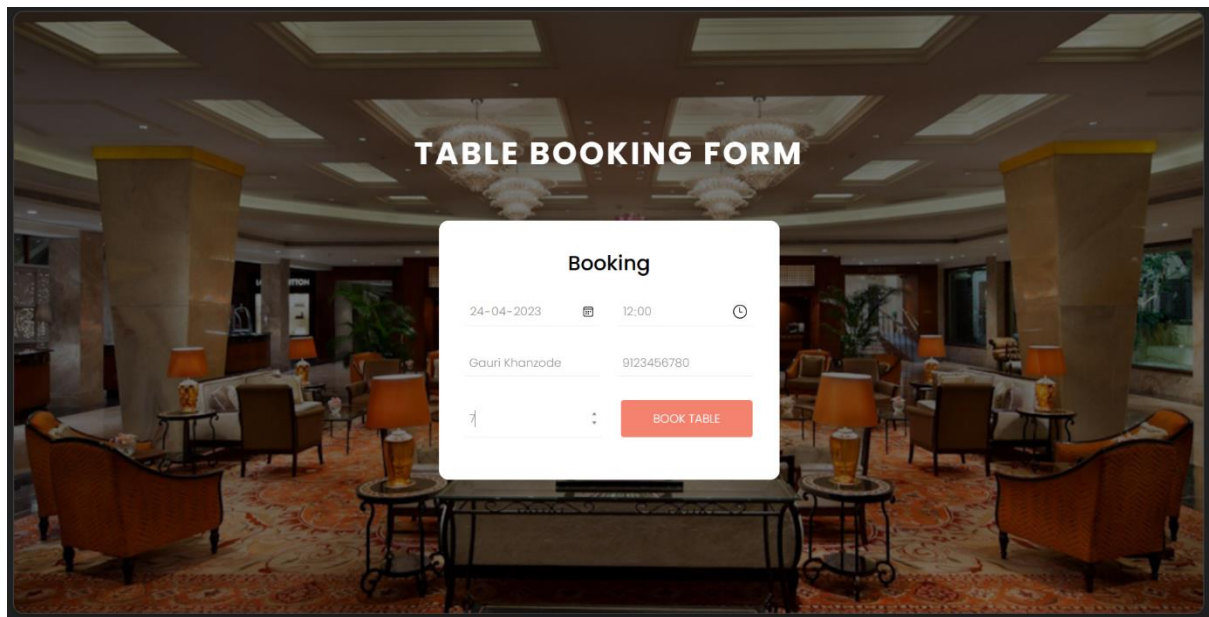 TABLE BOOKING FORM
Booking
24-04-2023 12:00
Gauri Khanzode 9123456780
7 BOOK TABLE